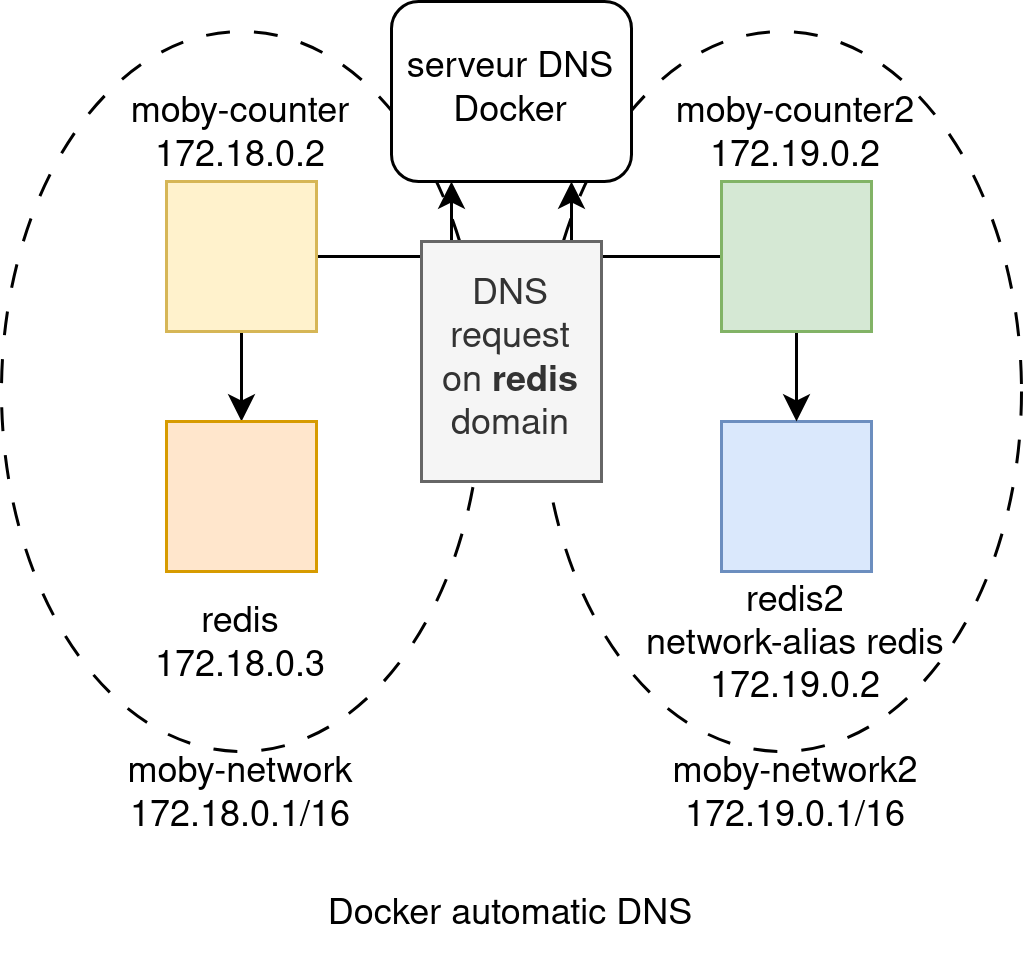 serveur DNS
Docker
moby-counter
172.18.0.2
moby-counter2
172.19.0.2
DNS
request
on redis
domain
redis
172.18.0.3
redis2
network-alias redis
172.19.0.2
moby-network
172.18.0.1/16
moby-network2
172.19.0.1/16
Docker automatic DNS